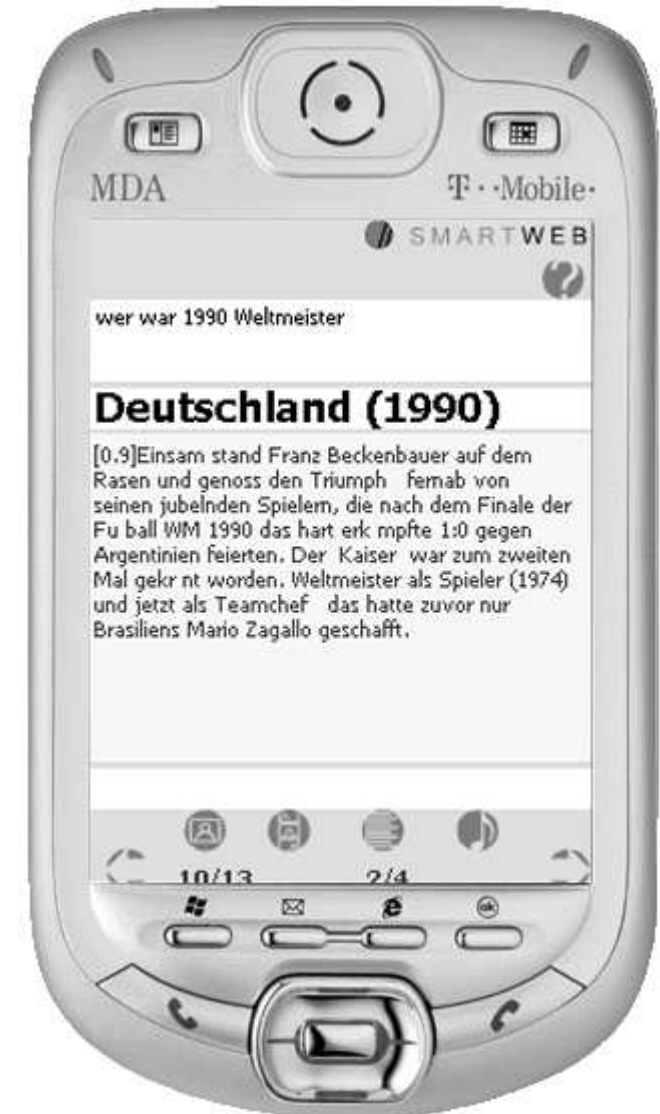 MDA T··Mobile·
SMARTWEB
?
wer war 1990 Weltmeister
Deutschland (1990)
[0.9]Einsam stand Franz Beckenbauer auf dem
Rasen und genoss den Triumph fernab von
seinen jubelnden Spielern, die nach dem Finale der
Fu ball WM 1990 das hart erk mpfte 1:0 gegen
Argentinien feierten. Der Kaiser war zum zweiten
Mal gekr nt worden. Weltmeister als Spieler (1974)
und jetzt als Teamchef das hatte zuvor nur
Brasiliens Mario Zagallo geschafft.
10/13 2/4
ok